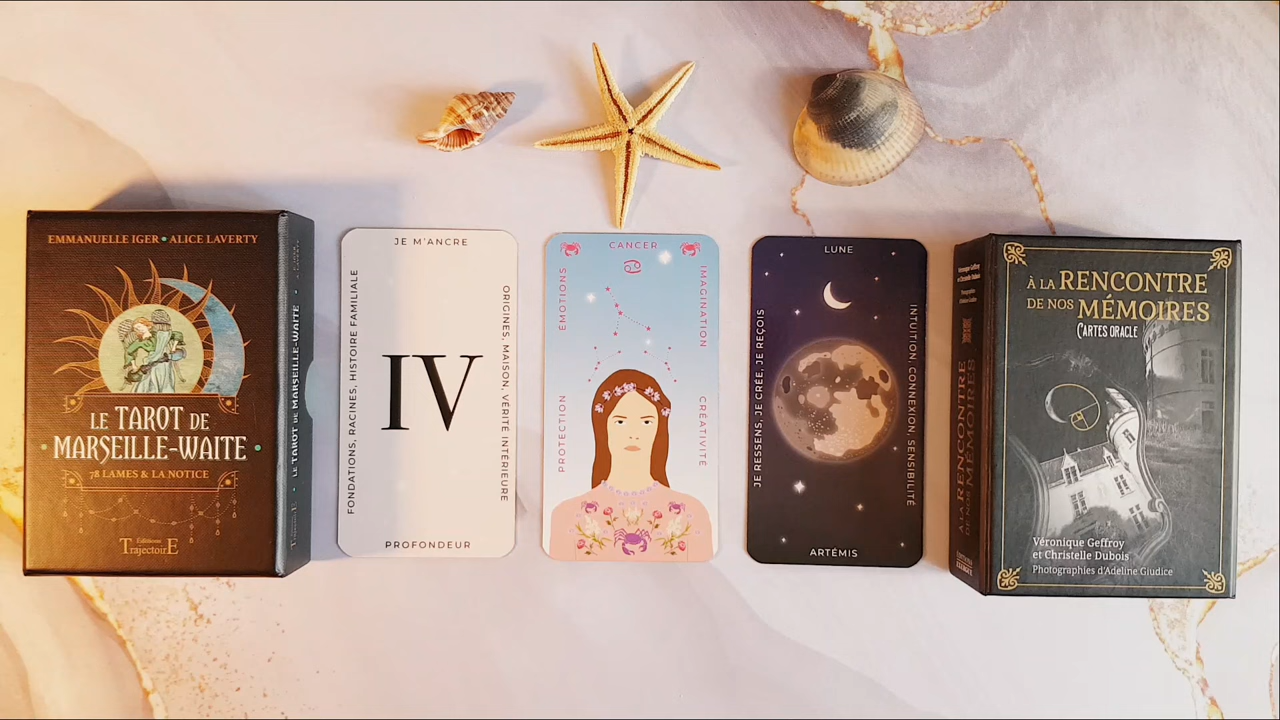 EMMANUELLE IGER • ALICE LAVERTY
LE TAROT DE
• MARSEILLE-WAITE •
78 LAMES & LA NOTICE
Éditions
TrajectoirE
LE TAROT DE MARSEILLE-WAITE
JE M'ANCRE
FONDATIONS, RACINES, HISTOIRE FAMILIALE
IV
ORIGINES, MAISON, VÉRITÉ INTÉRIEURE
PROFONDEUR
CANCER
♋
ÉMOTIONS
IMAGINATION
PROTECTION
CRÉATIVITÉ
LUNE
JE RESSENS, JE CRÉE, JE REÇOIS
INTUITION, CONNEXION, SENSIBILITÉ
ARTÉMIS
À LA RENCONTRE
DE NOS MÉMOIRES
À LA RENCONTRE
DE NOS MÉMOIRES
CARTES ORACLE
Véronique Geffroy
et Christelle Dubois
Photographies d'Adeline Giudice